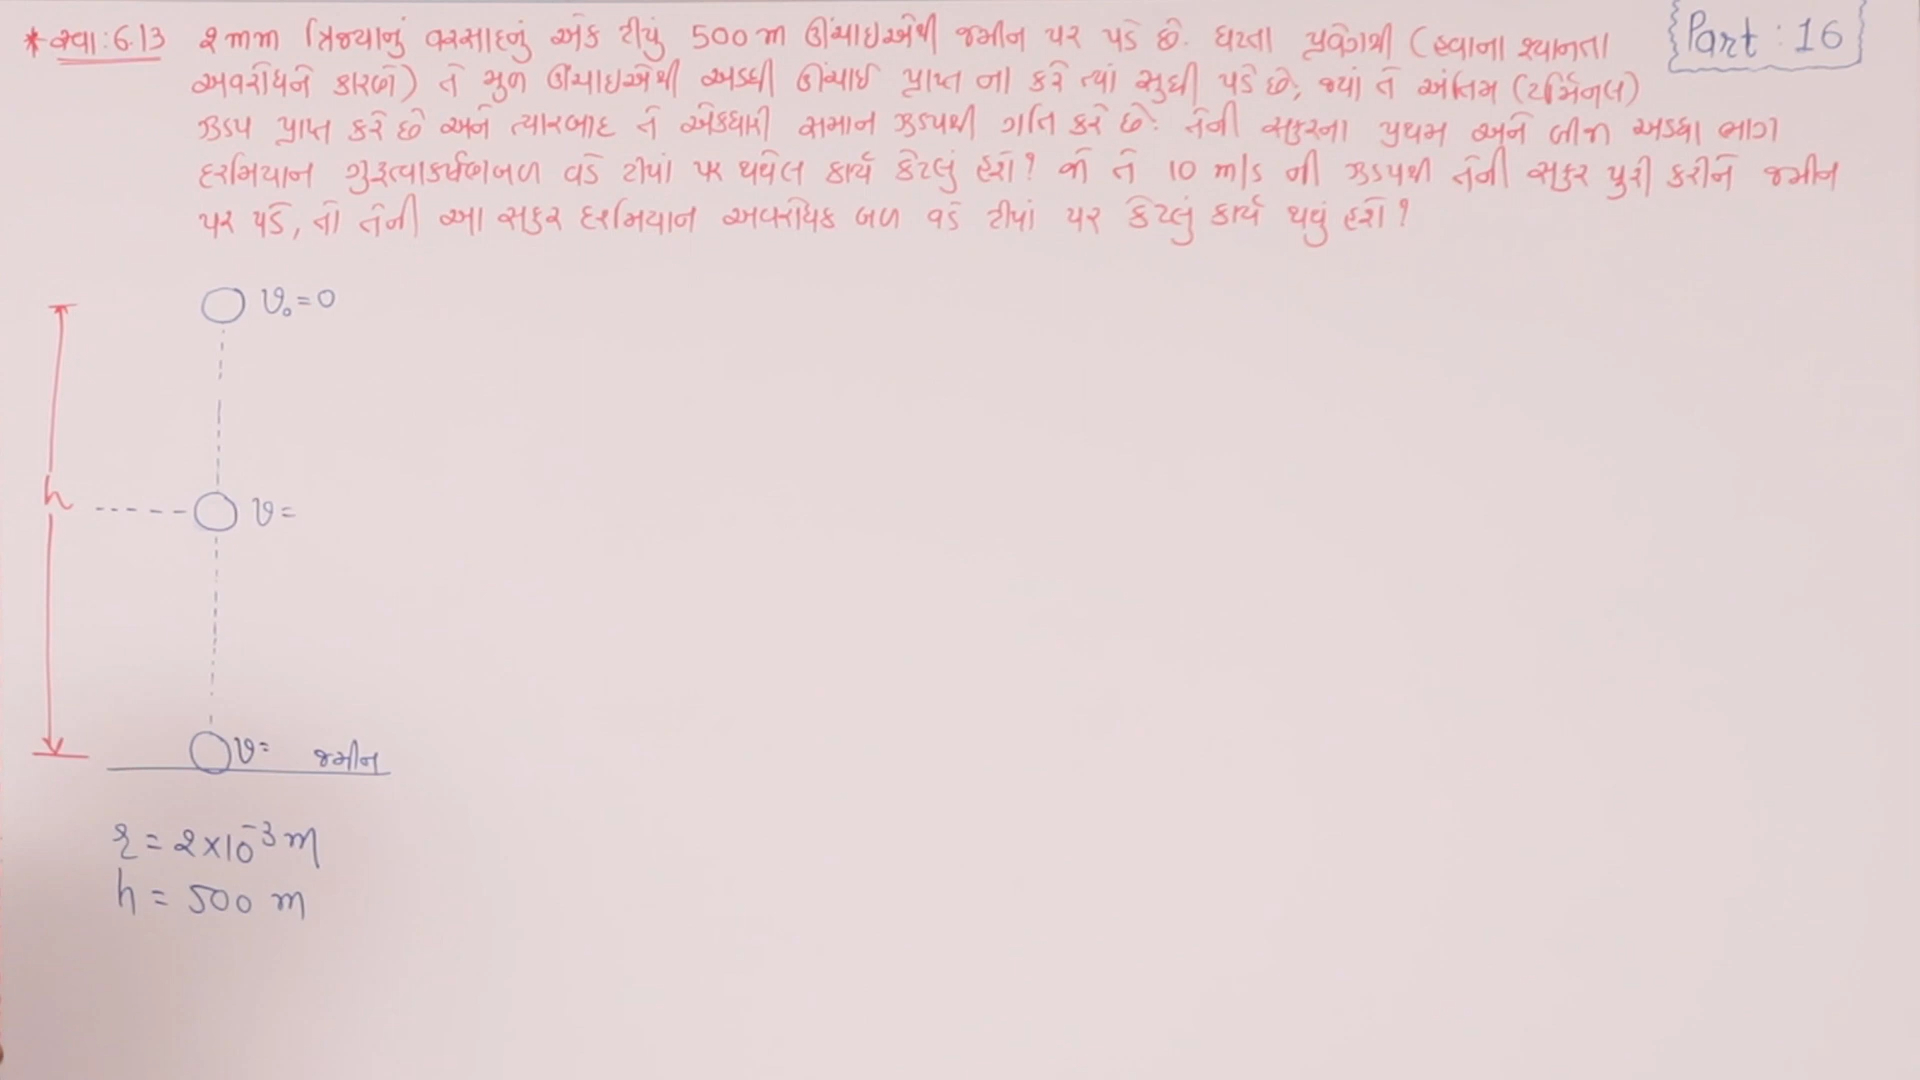 * સ્વા : 6.13 2 mm ત્રિજ્યાનું વરસાદનું એક ટીપું 500 m ઊંચાઇએથી જમીન પર પડે છે. ઘટતા પ્રવેગથી (હવાના શ્યાનતા
Part : 16
અવરોધને કારણે) તે મુળ ઊંચાઇએથી અડધી ઊંચાઈ પ્રાપ્ત ના કરે ત્યાં સુધી પડે છે, જ્યાં તે અંતિમ (ટર્મિનલ)
ઝડપ પ્રાપ્ત કરે છે અને ત્યારબાદ તે એકધારી સમાન ઝડપથી ગતિ કરે છે. તેની સફરના પ્રથમ અને બીજા અડધા ભાગ
દરમિયાન ગુરુત્વાકર્ષણબળ વડે ટીપાં પર થયેલ કાર્ય કેટલું હશે ? જો તે 10 m/s ની ઝડપથી તેની સફર પુરી કરીને જમીન
પર પડે, તો તેની આ સફર દરમિયાન અવરોધક બળ વડે ટીપાં પર કેટલું કાર્ય થયું હશે ?
v₀ = 0
h
v =
v = જમીન
r = 2 × 10⁻³ m
h = 500 m